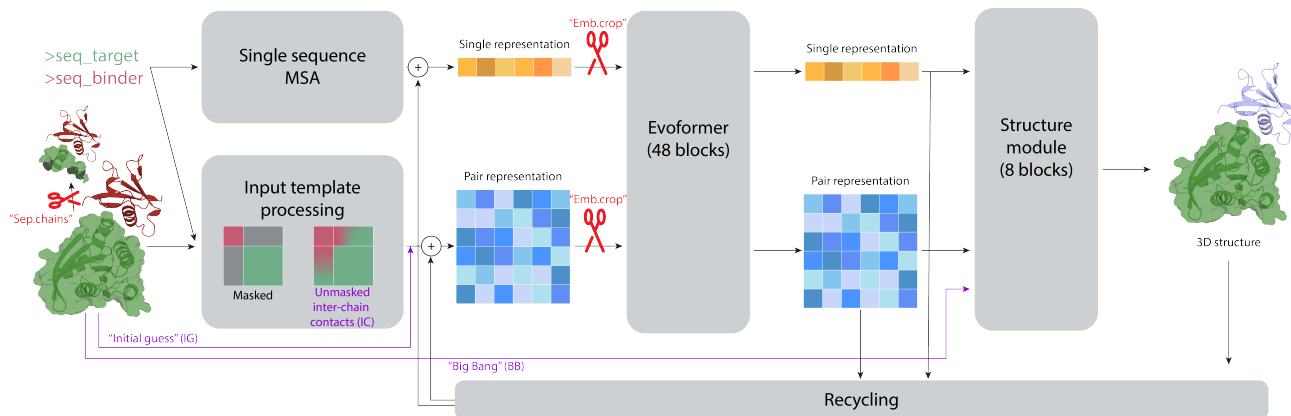 >seq_target
>seq_binder
"Sep.chains"
Single sequence
MSA
Input template
processing
Masked
Unmasked
inter-chain
contacts (IC)
"Initial guess" (IG)
"Big Bang" (BB)
+
+
Single representation
"Emb.crop"
Pair representation
"Emb.crop"
Evoformer
(48 blocks)
Single representation
Pair representation
Structure
module
(8 blocks)
3D structure
Recycling